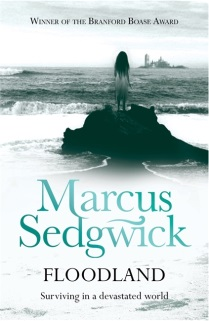 WINNER OF THE BRANFORD BOASE AWARD
Marcus
Sedgwick
FLOODLAND
Surviving in a devastated world